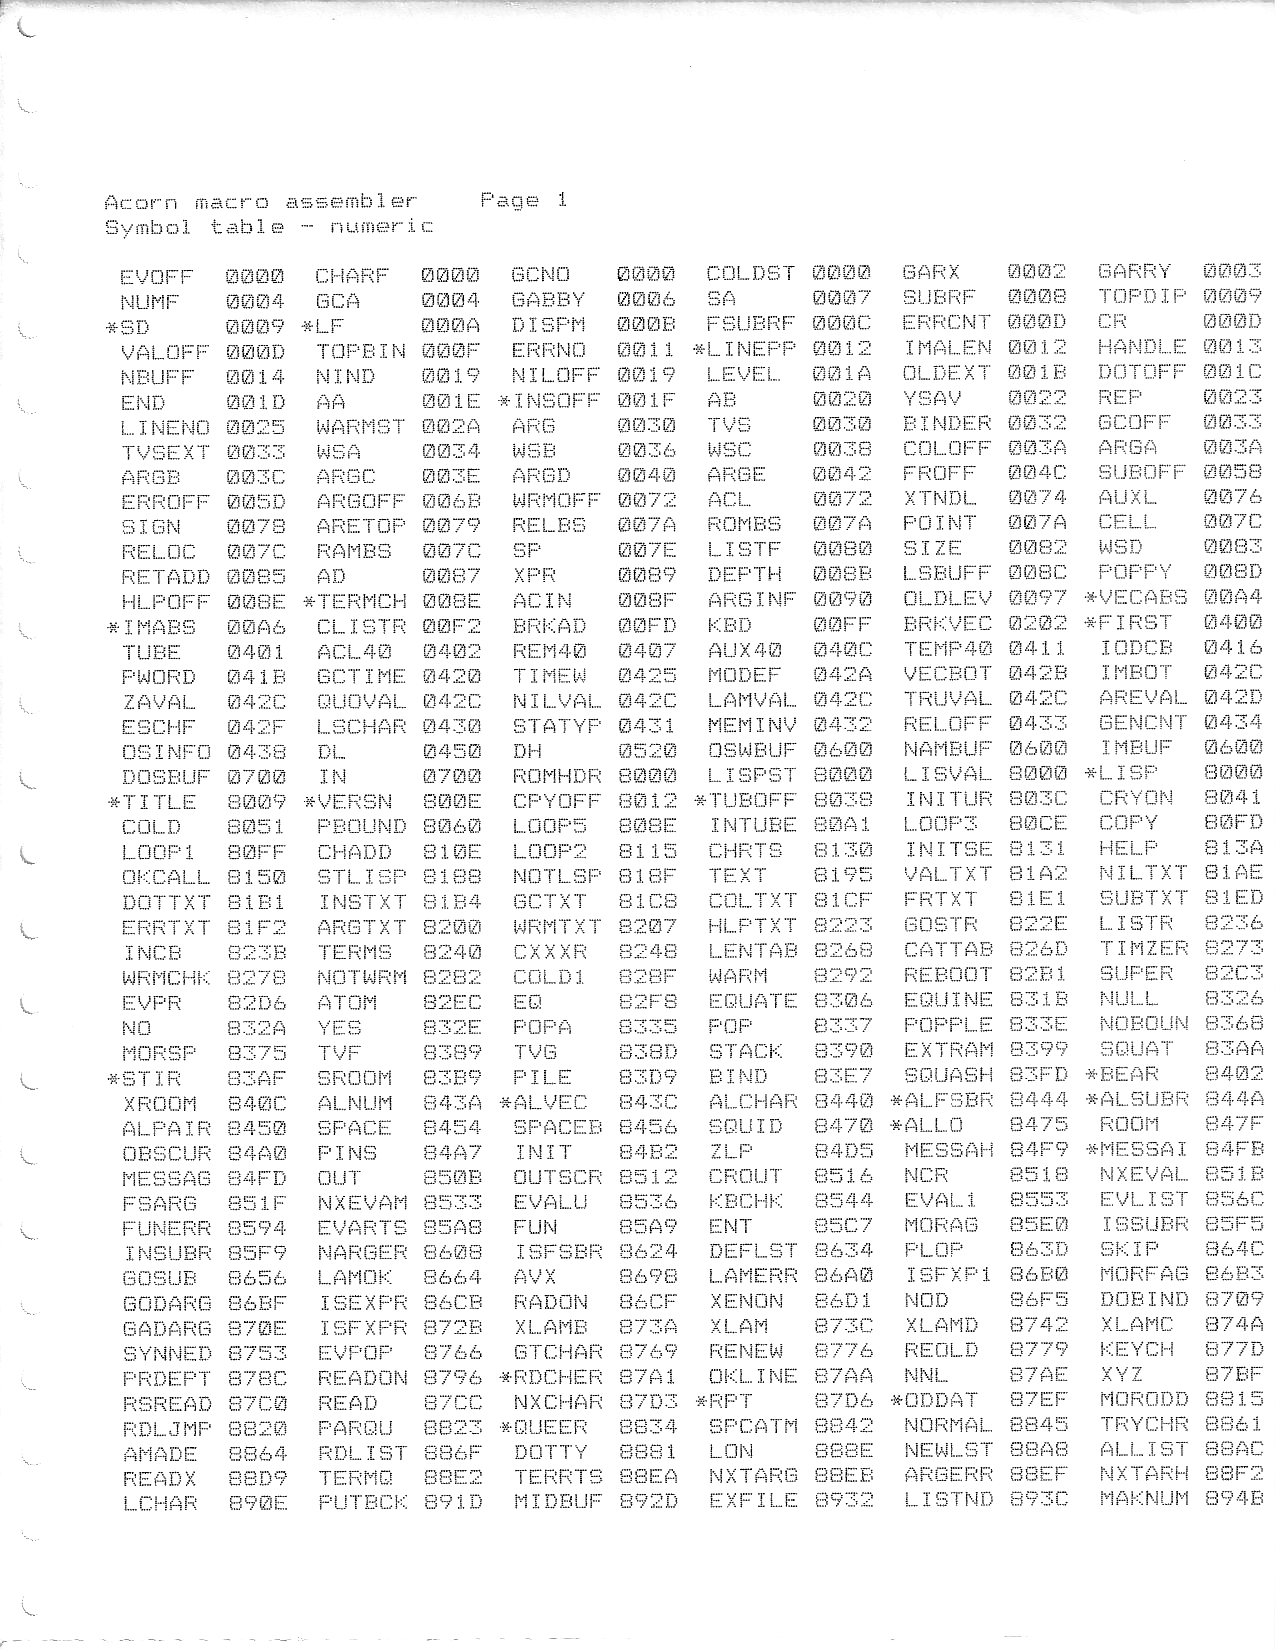 Acorn macro assembler    Page 1
Symbol table - numeric
 EVOFF  0000  CHARF  0000  GCNO   0000  COLDST 0000  GARX   0002  GARRY  0003
 NUMF   0004  GCA    0004  GABBY  0006  SA     0007  SUBRF  0008  TOPDIP 0009
*SD     0009 *LF     000A  DISPM  000B  FSUBRF 000C  ERRCNT 000D  CR     000D
 VALOFF 000D  TOPBIN 000F  ERRNO  0011 *LINEPP 0012  IMALEN 0012  HANDLE 0013
 NBUFF  0014  NIND   0019  NILOFF 0019  LEVEL  001A  OLDEXT 001B  DOTOFF 001C
 END    001D  AA     001E *INSOFF 001F  AB     0020  YSAV   0022  REP    0023
 LINENO 0025  WARMST 002A  ARG    0030  TVS    0030  BINDER 0032  GCOFF  0033
 TVSEXT 0033  WSA    0034  WSB    0036  WSC    0038  COLOFF 003A  ARGA   003A
 ARGB   003C  ARGC   003E  ARGD   0040  ARGE   0042  FROFF  004C  SUBOFF 0058
 ERROFF 005D  ARGOFF 006B  WRMOFF 0072  ACL    0072  XTNDL  0074  AUXL   0076
 SIGN   0078  ARETOP 0079  RELBS  007A  ROMBS  007A  POINT  007A  CELL   007C
 RELOC  007C  RAMBS  007C  SP     007E  LISTF  0080  SIZE   0082  WSD    0083
 RETADD 0085  AD     0087  XPR    0089  DEPTH  008B  LSBUFF 008C  POPPY  008D
 HLPOFF 008E *TERMCH 008E  ACIN   008F  ARGINF 0090  OLDLEV 0097 *VECABS 00A4
*IMABS  00A6  CLISTR 00F2  BRKAD  00FD  KBD    00FF  BRKVEC 0202 *FIRST  0400
 TUBE   0401  ACL40  0402  REM40  0407  AUX40  040C  TEMP40 0411  IODCB  0416
 PWORD  041B  GCTIME 0420  TIMEW  0425  MODEF  042A  VECBOT 042B  IMBOT  042C
 ZAVAL  042C  QUOVAL 042C  NILVAL 042C  LAMVAL 042C  TRUVAL 042C  AREVAL 042D
 ESCHF  042F  LSCHAR 0430  STATYP 0431  MEMINV 0432  RELOFF 0433  GENCNT 0434
 OSINFO 0438  DL     0450  DH     0520  OSWBUF 0600  NAMBUF 0600  IMBUF  0600
 DOSBUF 0700  IN     0700  ROMHDR 8000  LISPST 8000  LISVAL 8000 *LISP   8000
*TITLE  8009 *VERSN  800E  CPYOFF 8012 *TUBOFF 8038  INITUR 803C  CRYON  8041
 COLD   8051  PBOUND 8060  LOOP5  808E  INTUBE 80A1  LOOP3  80CE  COPY   80FD
 LOOP1  80FF  CHADD  810E  LOOP2  8115  CHRTS  8130  INITSE 8131  HELP   813A
 OKCALL 8150  STLISP 8188  NOTLSP 818F  TEXT   8195  VALTXT 81A2  NILTXT 81AE
 DOTTXT 81B1  INSTXT 81B4  GCTXT  81C8  COLTXT 81CF  FRTXT  81E1  SUBTXT 81ED
 ERRTXT 81F2  ARGTXT 8200  WRMTXT 8207  HLPTXT 8223  GOSTR  822E  LISTR  8236
 INCB   823B  TERMS  8240  CXXXR  8248  LENTAB 8268  CATTAB 826D  TIMZER 8273
 WRMCHK 8278  NOTWRM 8282  COLD1  828F  WARM   8292  REBOOT 82B1  SUPER  82C3
 EVPR   82D6  ATOM   82EC  EQ     82F8  EQUATE 8306  EQUINE 831B  NULL   8326
 NO     832A  YES    832E  POPA   8335  POP    8337  POPPLE 833E  NOBOUN 8368
 MORSP  8375  TVF    8389  TVG    838D  STACK  8390  EXTRAM 8399  SQUAT  83AA
*STIR   83AF  SROOM  83B9  PILE   83D9  BIND   83E7  SQUASH 83FD *BEAR   8402
 XROOM  840C  ALNUM  843A *ALVEC  843C  ALCHAR 8440 *ALFSBR 8444 *ALSUBR 844A
 ALPAIR 8450  SPACE  8454  SPACEB 8456  SQUID  8470 *ALLO   8475  ROOM   847F
 OBSCUR 84A0  PINS   84A7  INIT   84B2  ZLP    84D5  MESSAH 84F9 *MESSAI 84FB
 MESSAG 84FD  OUT    850B  OUTSCR 8512  CROUT  8516  NCR    8518  NXEVAL 851B
 FSARG  851F  NXEVAM 8533  EVALU  8536  KBCHK  8544  EVAL1  8553  EVLIST 856C
 FUNERR 8594  EVARTS 85A8  FUN    85A9  ENT    85C7  MORAG  85E0  ISSUBR 85F5
 INSUBR 85F9  NARGER 8608  ISFSBR 8624  DEFLST 8634  PLOP   863D  SKIP   864C
 GOSUB  8656  LAMOK  8664  AVX    8698  LAMERR 86A0  ISFXP1 86B0  MORFAG 86B3
 GODARG 86BF  ISEXPR 86CB  RADON  86CF  XENON  86D1  NOD    86F5  DOBIND 8709
 GADARG 870E  ISFXPR 872B  XLAMB  873A  XLAM   873C  XLAMD  8742  XLAMC  874A
 SYNNED 8753  EVPOP  8766  GTCHAR 8769  RENEW  8776  REOLD  8779  KEYCH  877D
 PRDEPT 878C  READON 8796 *RDCHER 87A1  OKLINE 87AA  NNL    87AE  XYZ    87BF
 RSREAD 87C0  READ   87CC  NXCHAR 87D3 *RPT    87D6 *ODDAT  87EF  MORODD 8815
 RDLJMP 8820  PARQU  8823 *QUEER  8834  SPCATM 8842  NORMAL 8845  TRYCHR 8861
 AMADE  8864  RDLIST 886F  DOTTY  8881  LON    888E  NEWLST 88A8  ALLIST 88AC
 READX  88D9  TERMQ  88E2  TERRTS 88EA  NXTARG 88EB  ARGERR 88EF  NXTARH 88F2
 LCHAR  890E  PUTBCK 891D  MIDBUF 892D  EXFILE 8932  LISTND 893C  MAKNUM 894B